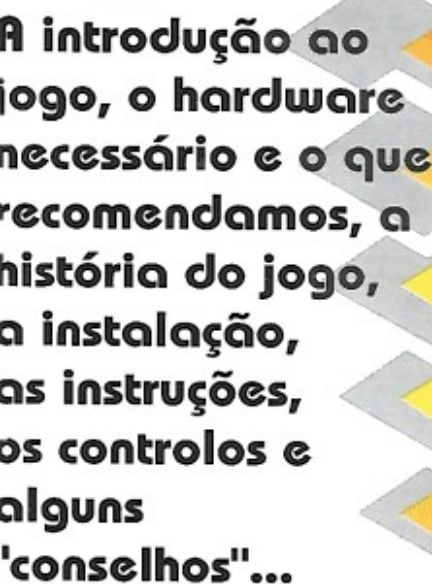 A introdução ao
jogo, o hardware
necessário e o que
recomendamos, a
história do jogo,
a instalação,
as instruções,
os controlos e
alguns
"conselhos"...